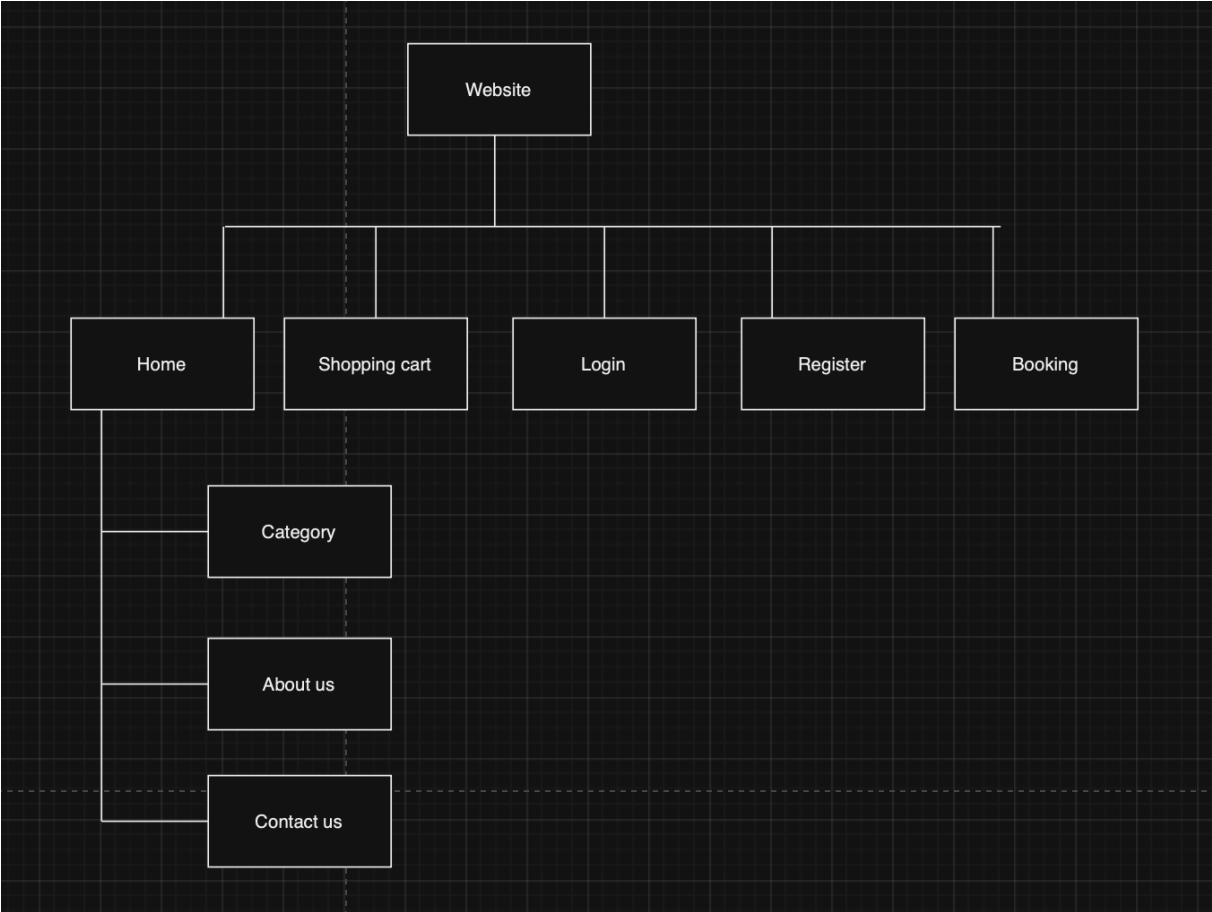 Website
Home
Shopping cart
Login
Register
Booking
Category
About us
Contact us